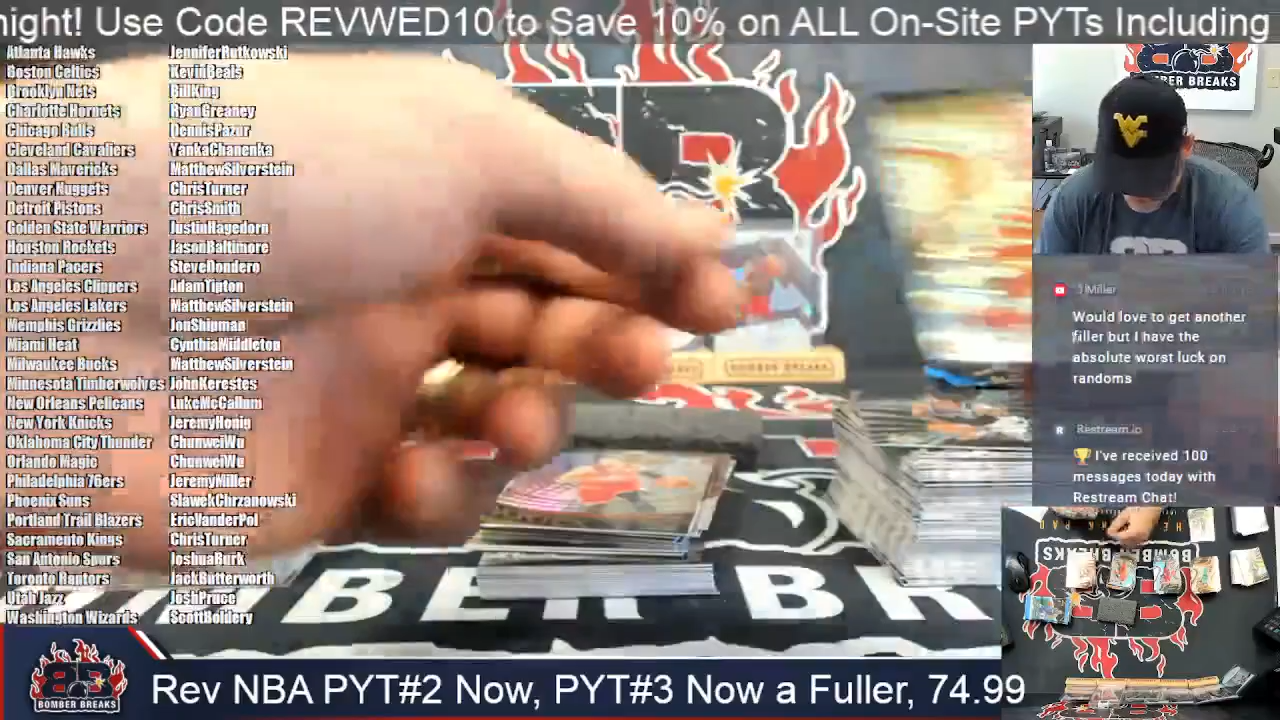 night! Use Code REVWED10 to Save 10% on ALL On-Site PYTs Including
Atlanta Hawks JenniferRutkowski
Boston Celtics KevinBeals
Brooklyn Nets BillKing
Charlotte Hornets RyanGreaney
Chicago Bulls DennisPazur
Cleveland Cavaliers YankaChanenka
Dallas Mavericks MatthewSilverstein
Denver Nuggets ChrisTurner
Detroit Pistons ChrisSmith
Golden State Warriors JustinHagedorn
Houston Rockets JasonBaltimore
Indiana Pacers SteveDondero
Los Angeles Clippers AdamTipton
Los Angeles Lakers MatthewSilverstein
Memphis Grizzlies JonShipman
Miami Heat CynthiaMiddleton
Milwaukee Bucks MatthewSilverstein
Minnesota Timberwolves JohnKerestes
New Orleans Pelicans LukeMcCallum
New York Knicks JeremyHonig
Oklahoma City Thunder ChunweiWu
Orlando Magic ChunweiWu
Philadelphia 76ers JeremyMiller
Phoenix Suns SlawekChrzanowski
Portland Trail Blazers EricVanderPol
Sacramento Kings ChrisTurner
San Antonio Spurs JoshuaBurk
Toronto Raptors JackButterworth
Utah Jazz JoshPruce
Washington Wizards ScottBoldery
BOMBER BREAKS
BOMBER BR
MBER BREAKS
WV
J Miller
Would love to get another
filler but I have the
absolute worst luck on
randoms
Restream.io
🏆 I've received 100
messages today with
Restream Chat!
BOMBER BREAKS
BOMBER BREAKS
Rev NBA PYT#2 Now, PYT#3 Now a Fuller, 74.99